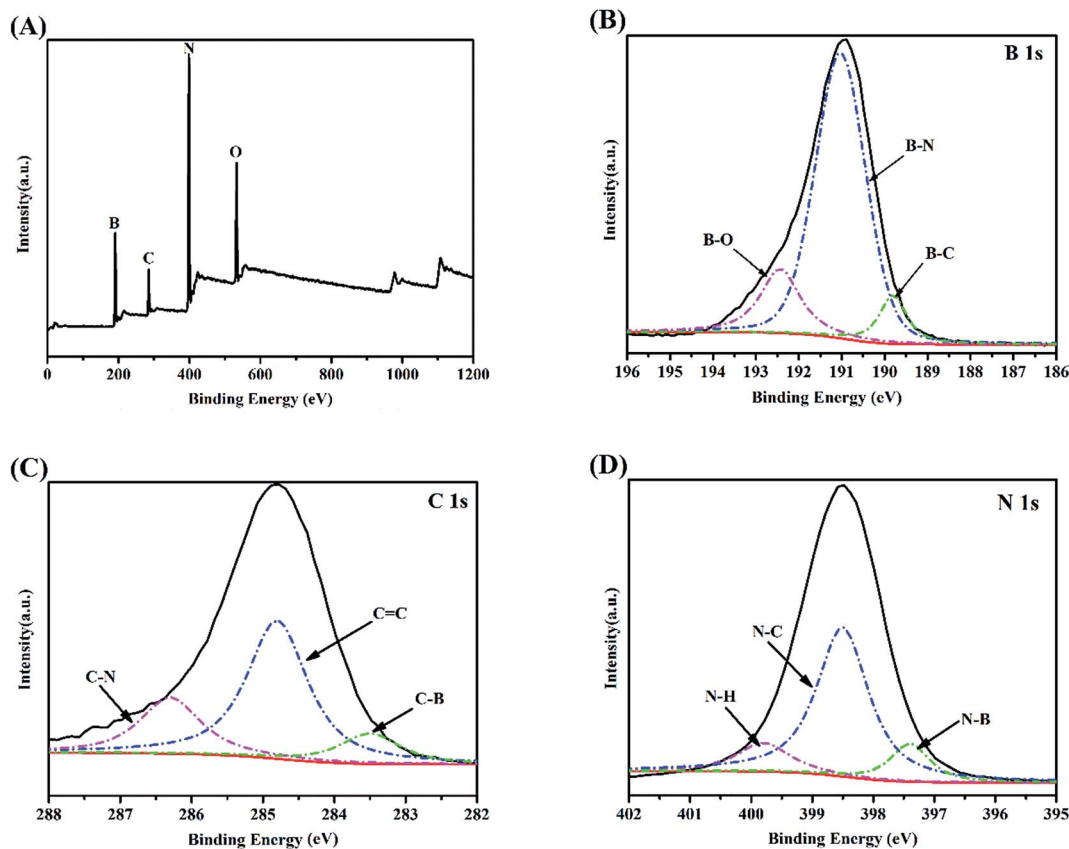 (A)
N
O
B
C
Intensity(a.u.)
0 200 400 600 800 1000 1200
Binding Energy (eV)
(B)
B 1s
B-N
B-O
B-C
Intensity(a.u.)
196 195 194 193 192 191 190 189 188 187 186
Binding Energy (eV)
(C)
C 1s
C=C
C-N
C-B
Intensity(a.u.)
288 287 286 285 284 283 282
Binding Energy (eV)
(D)
N 1s
N-C
N-H
N-B
Intensity(a.u.)
402 401 400 399 398 397 396 395
Binding Energy (eV)